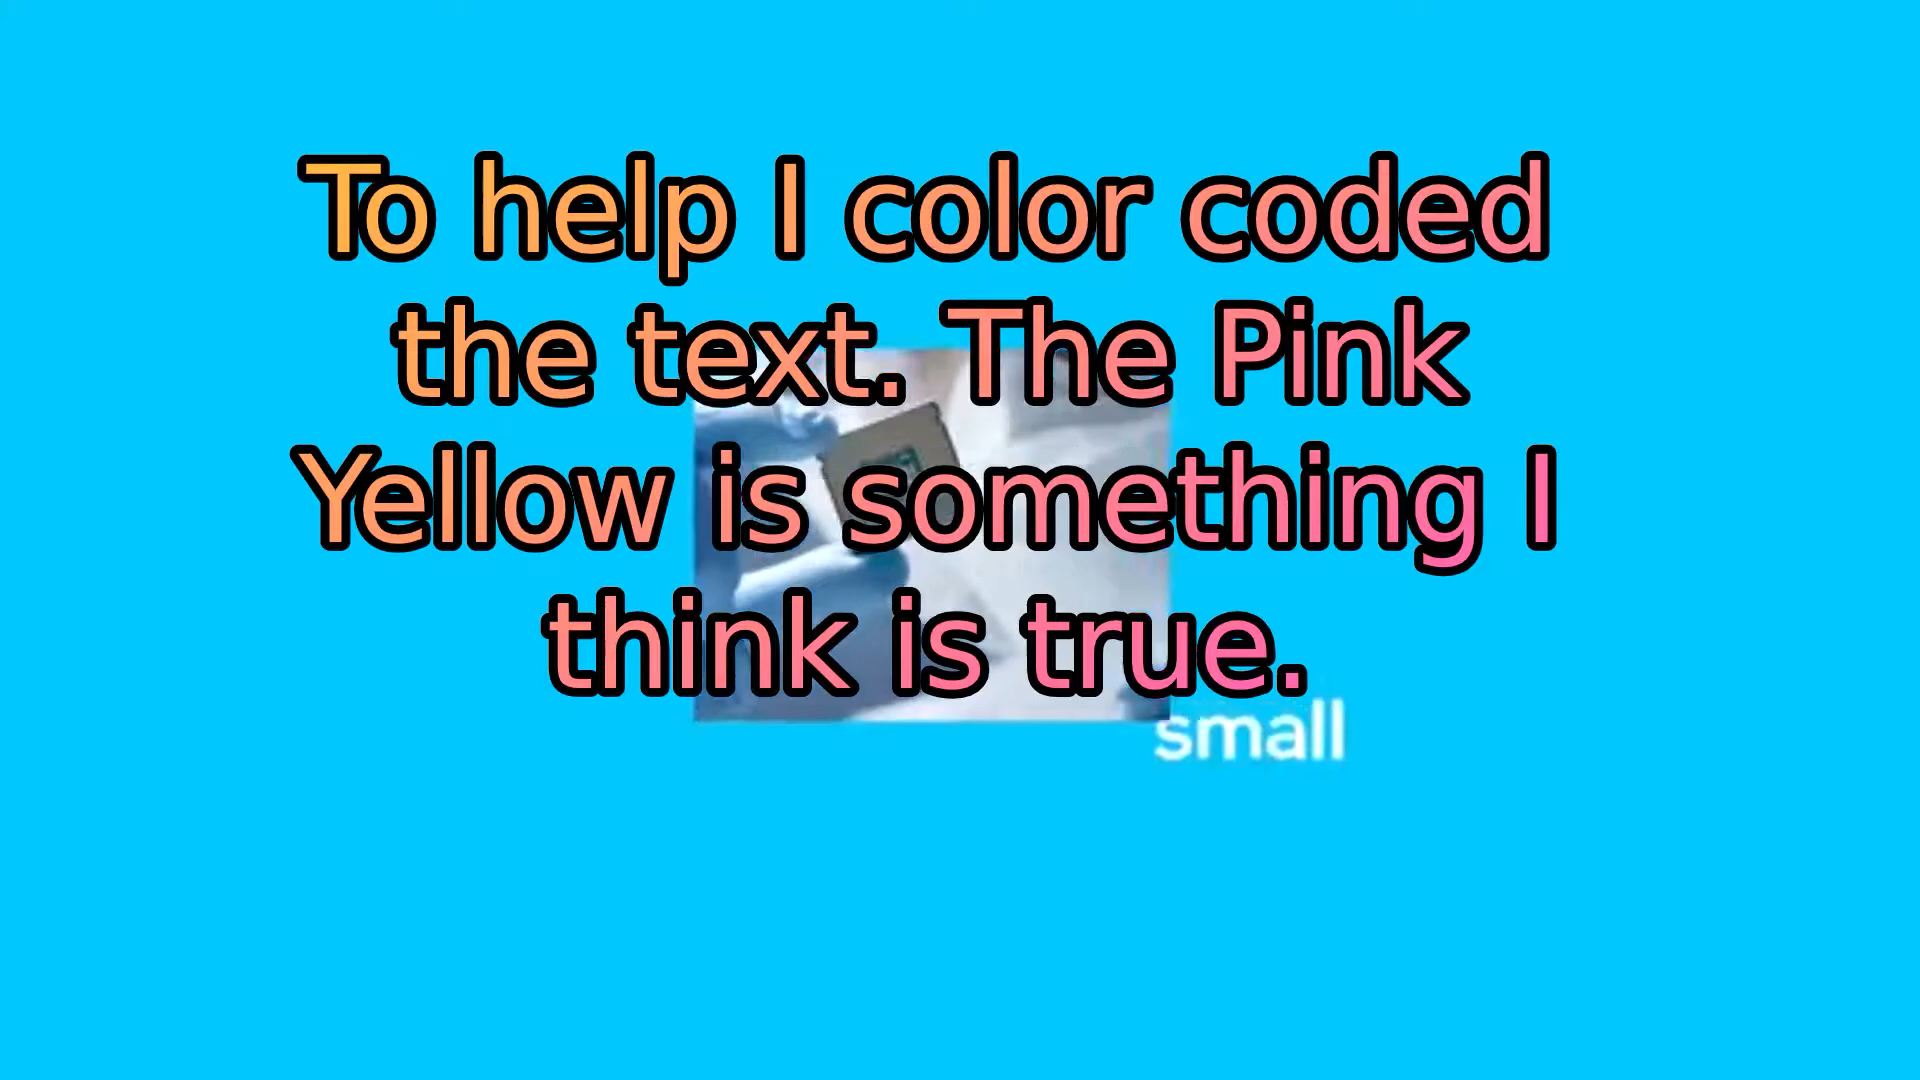 To help I color coded
the text. The Pink
Yellow is something I
think is true.
small